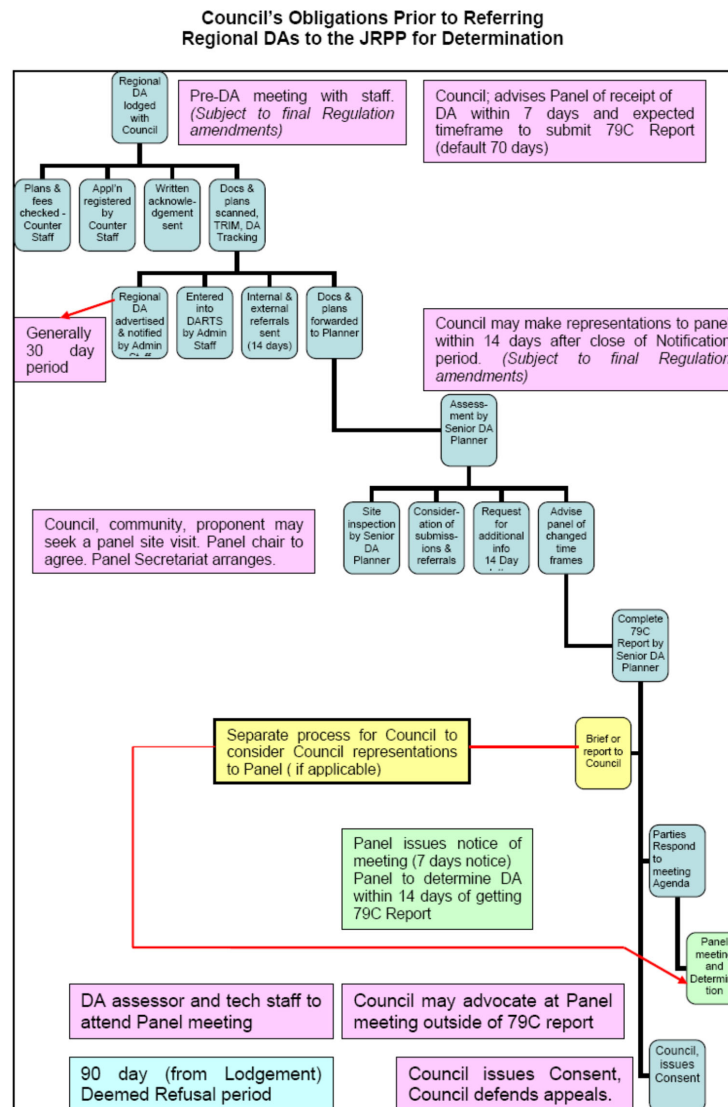 Council's Obligations Prior to Referring
Regional DAs to the JRPP for Determination
Regional
DA
lodged
with
Council
Pre-DA meeting with staff.
(Subject to final Regulation
amendments)
Council; advises Panel of receipt of
DA within 7 days and expected
timeframe to submit 79C Report
(default 70 days)
Plans &
fees
checked -
Counter
Staff
Appl'n
registered
by
Counter
Staff
Written
acknowle-
dgement
sent
Docs &
plans
scanned,
TRIM, DA
Tracking
Regional
DA
advertised
& notified
by Admin
Entered
into
DARTS
by Admin
Staff
Internal &
external
referrals
sent
(14 days)
Docs &
plans
forwarded
to Planner
Generally
30 day
period
Council may make representations to panel
within 14 days after close of Notification
period. (Subject to final Regulation
amendments)
Assess-
ment by
Senior DA
Planner
Council, community, proponent may
seek a panel site visit. Panel chair to
agree. Panel Secretariat arranges.
Site
inspection
by Senior
DA
Planner
Consider-
ation of
submiss-
ions &
referrals
Request
for
additional
info
14 Day
Advise
panel of
changed
time
frames
Complete
79C
Report by
Senior DA
Planner
Separate process for Council to
consider Council representations
to Panel ( if applicable)
Brief or
report to
Council
Panel issues notice of
meeting (7 days notice)
Panel to determine DA
within 14 days of getting
79C Report
Parties
Respond
to
meeting
Agenda
Panel
meeting
and
Determina
tion
DA assessor and tech staff to
attend Panel meeting
Council may advocate at Panel
meeting outside of 79C report
90 day (from Lodgement)
Deemed Refusal period
Council issues Consent,
Council defends appeals.
Council,
issues
Consent